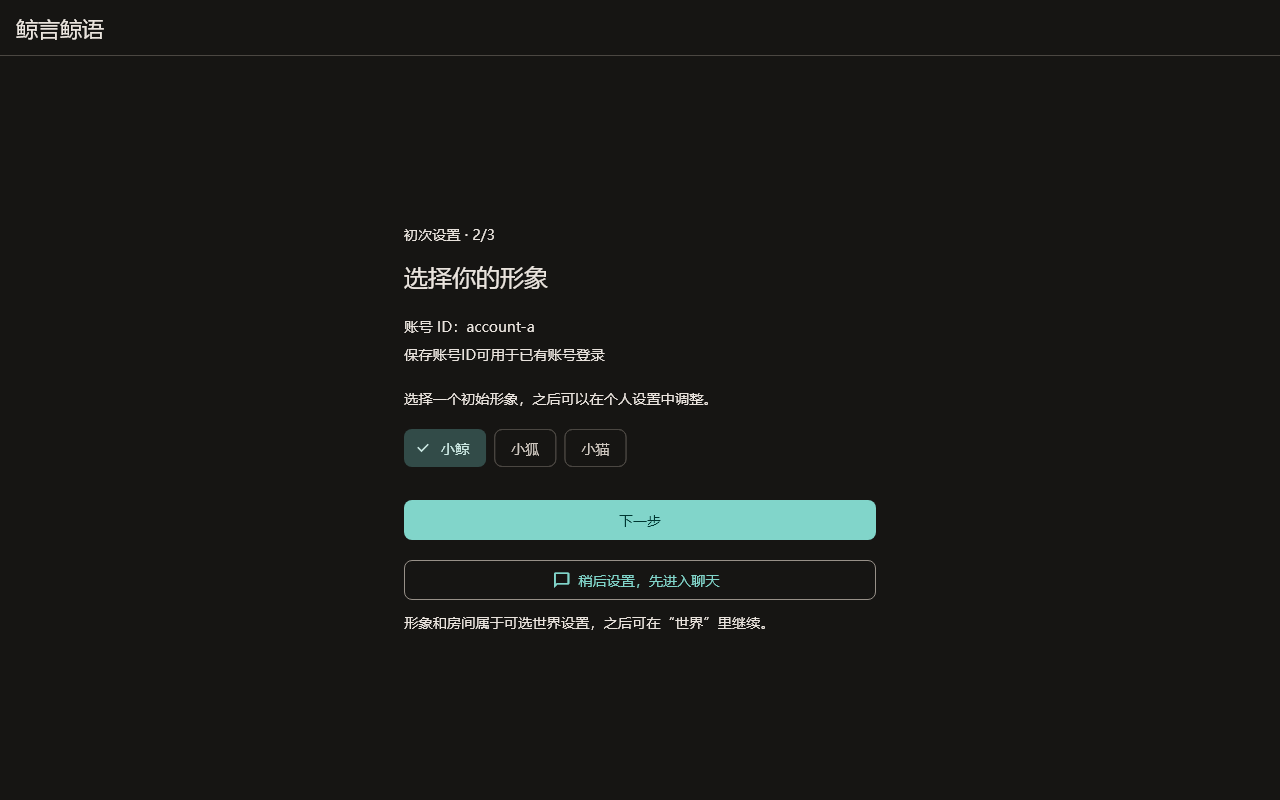 鲸言鲸语
初次设置 · 2/3
选择你的形象
账号 ID：account-a
保存账号ID可用于已有账号登录
选择一个初始形象，之后可以在个人设置中调整。
小鲸 小狐 小猫
下一步
稍后设置，先进入聊天
形象和房间属于可选世界设置，之后可在“世界”里继续。